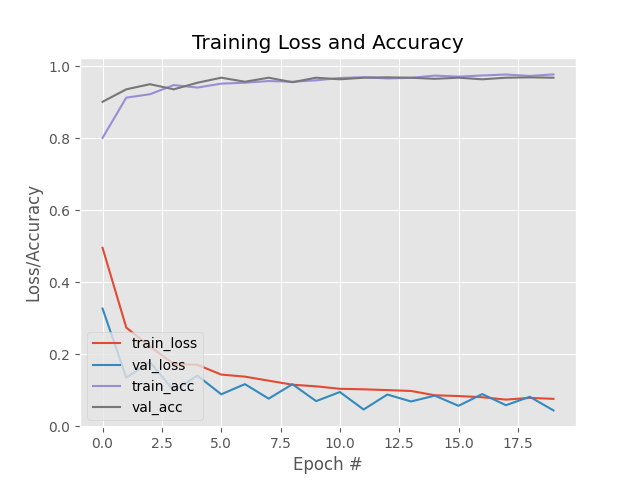 Training Loss and Accuracy
1.0
0.8
0.6
0.4
0.2
0.0
Loss/Accuracy
train_loss
val_loss
train_acc
val_acc
0.0 2.5 5.0 7.5 10.0 12.5 15.0 17.5
Epoch #